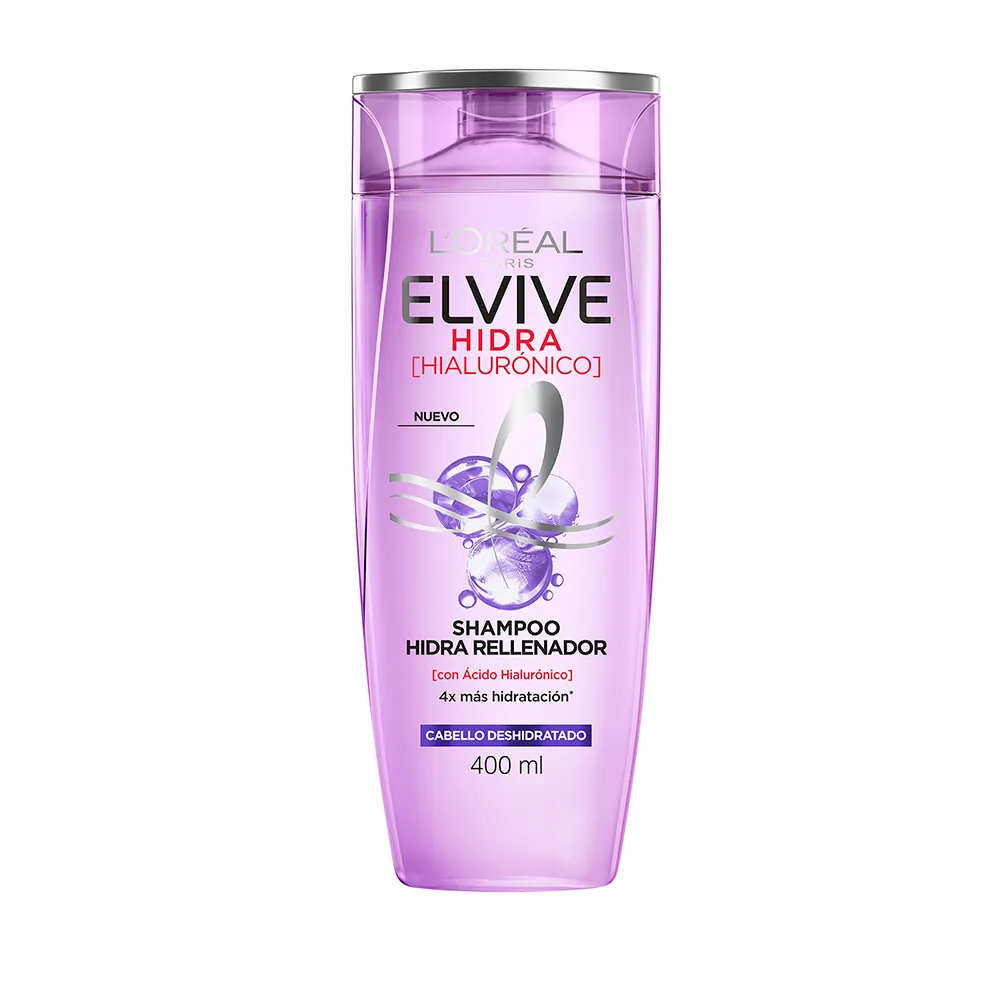 L'ORÉAL
PARIS
ELVIVE
HIDRA
[HIALURÓNICO]
NUEVO
SHAMPOO
HIDRA RELLENADOR
[con Ácido Hialurónico]
4x más hidratación*
CABELLO DESHIDRATADO
400 ml